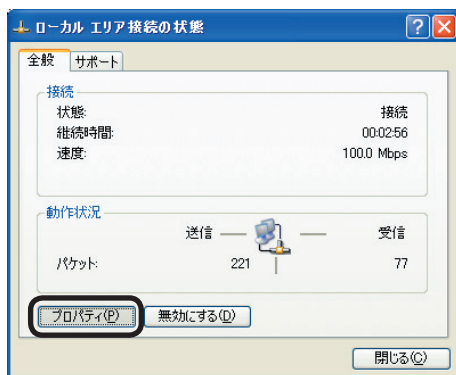 ローカル エリア接続の状態
全般 サポート
接続
状態: 接続
継続時間: 00:02:56
速度: 100.0 Mbps
動作状況
送信 受信
パケット: 221 77
プロパティ(P) 無効にする(D)
閉じる(C)